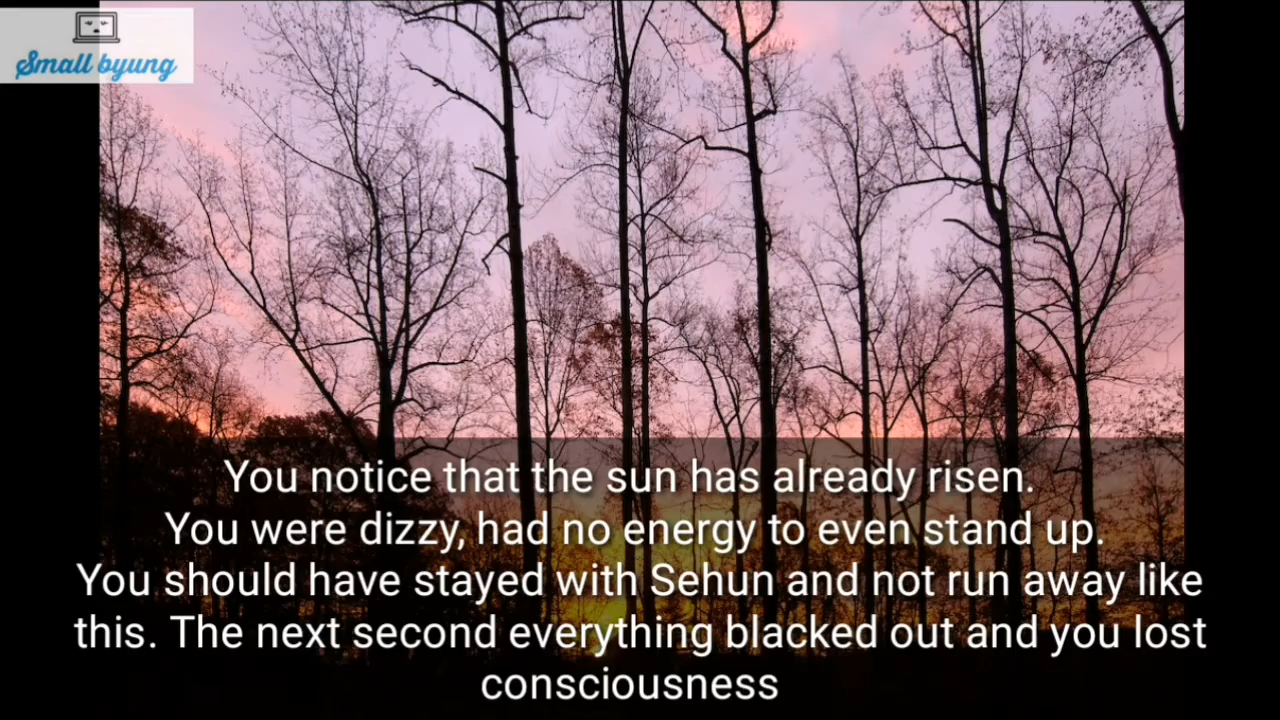 Small byung
You notice that the sun has already risen.
You were dizzy, had no energy to even stand up.
You should have stayed with Sehun and not run away like
this. The next second everything blacked out and you lost
consciousness